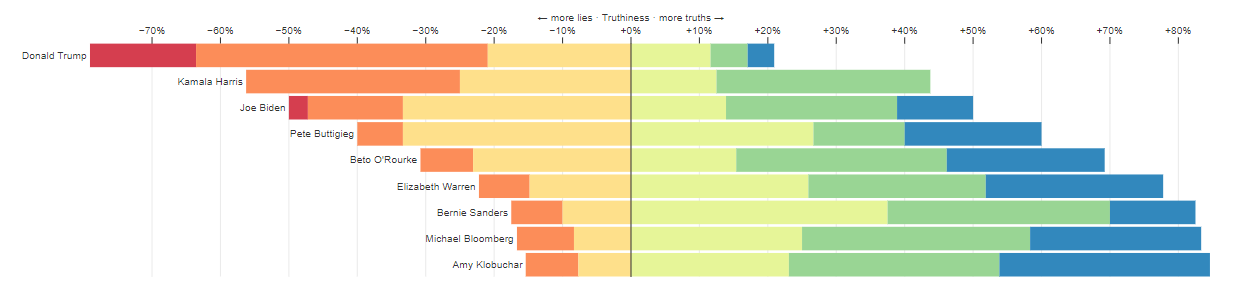 ← more lies · Truthiness · more truths →
−70% −60% −50% −40% −30% −20% −10% +0% +10% +20% +30% +40% +50% +60% +70% +80%
Donald Trump
Kamala Harris
Joe Biden
Pete Buttigieg
Beto O'Rourke
Elizabeth Warren
Bernie Sanders
Michael Bloomberg
Amy Klobuchar